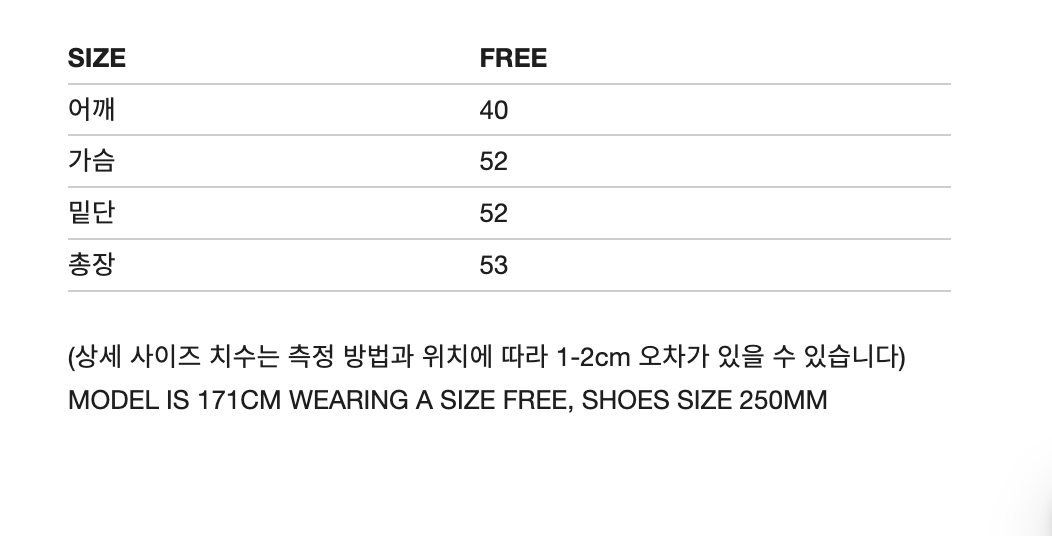 SIZE FREE
어깨 40
가슴 52
밑단 52
총장 53
(상세 사이즈 치수는 측정 방법과 위치에 따라 1-2cm 오차가 있을 수 있습니다)
MODEL IS 171CM WEARING A SIZE FREE, SHOES SIZE 250MM